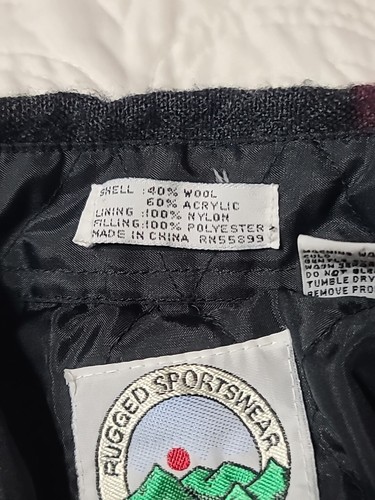 SHELL :40% WOOL
60% ACRYLIC
LINING :100% NYLON
FILLING:100% POLYESTER
MADE IN CHINA RN55899
DO NOT
TUMBLE DRY
REMOVE PRO
RUGGED SPORTSWEAR